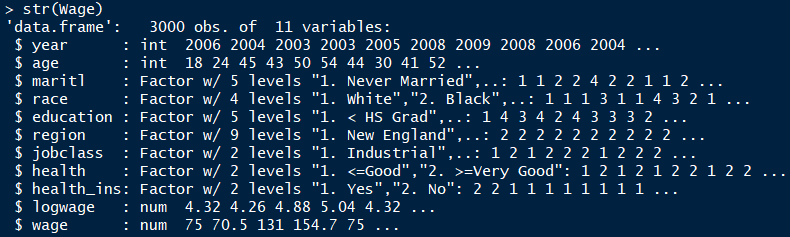 > str(Wage)
'data.frame':   3000 obs. of  11 variables:
 $ year      : int  2006 2004 2003 2003 2005 2008 2009 2008 2006 2004 ...
 $ age       : int  18 24 45 43 50 54 44 30 41 52 ...
 $ maritl    : Factor w/ 5 levels "1. Never Married",..: 1 1 2 2 4 2 2 1 1 2 ...
 $ race      : Factor w/ 4 levels "1. White","2. Black",..: 1 1 1 3 1 1 4 3 2 1 ...
 $ education : Factor w/ 5 levels "1. < HS Grad",..: 1 4 3 4 2 4 3 3 3 2 ...
 $ region    : Factor w/ 9 levels "1. New England",..: 2 2 2 2 2 2 2 2 2 2 ...
 $ jobclass  : Factor w/ 2 levels "1. Industrial",..: 1 2 1 2 2 2 1 2 2 2 ...
 $ health    : Factor w/ 2 levels "1. <=Good","2. >=Very Good": 1 2 1 2 1 2 2 1 2 2 ...
 $ health_ins: Factor w/ 2 levels "1. Yes","2. No": 2 2 1 1 1 1 1 1 1 1 ...
 $ logwage   : num  4.32 4.26 4.88 5.04 4.32 ...
 $ wage      : num  75 70.5 131 154.7 75 ...